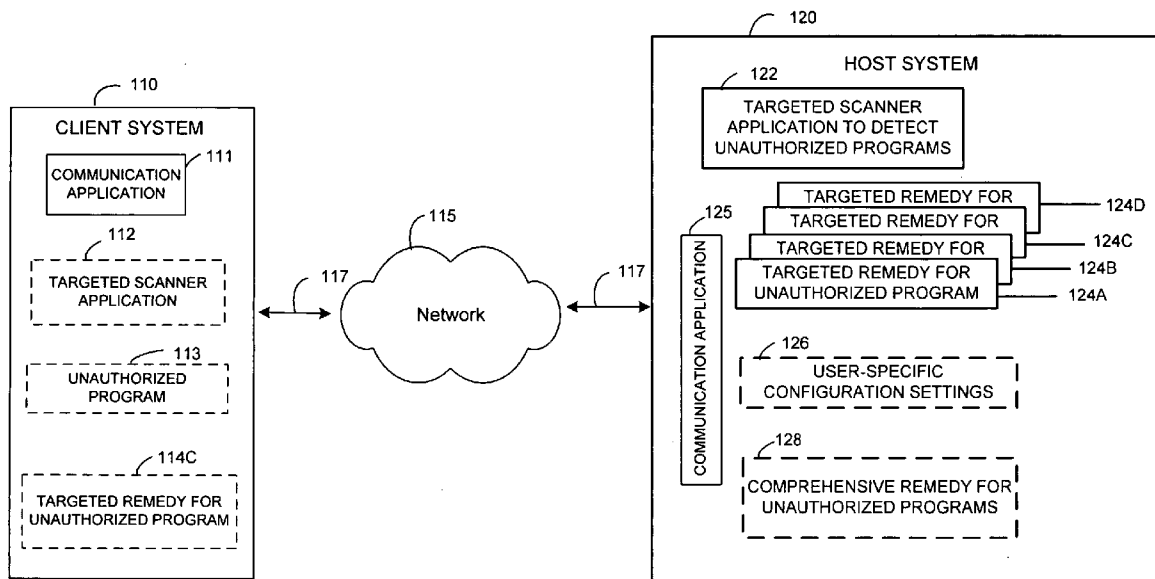 110
CLIENT SYSTEM
111
COMMUNICATION
APPLICATION
112
TARGETED SCANNER
APPLICATION
113
UNAUTHORIZED
PROGRAM
114C
TARGETED REMEDY FOR
UNAUTHORIZED PROGRAM
117
115
Network
117
120
HOST SYSTEM
122
TARGETED SCANNER
APPLICATION TO DETECT
UNAUTHORIZED PROGRAMS
125
COMMUNICATION APPLICATION
TARGETED REMEDY FOR
124D
TARGETED REMEDY FOR
124C
TARGETED REMEDY FOR
124B
TARGETED REMEDY FOR
UNAUTHORIZED PROGRAM
124A
126
USER-SPECIFIC
CONFIGURATION SETTINGS
128
COMPREHENSIVE REMEDY FOR
UNAUTHORIZED PROGRAMS